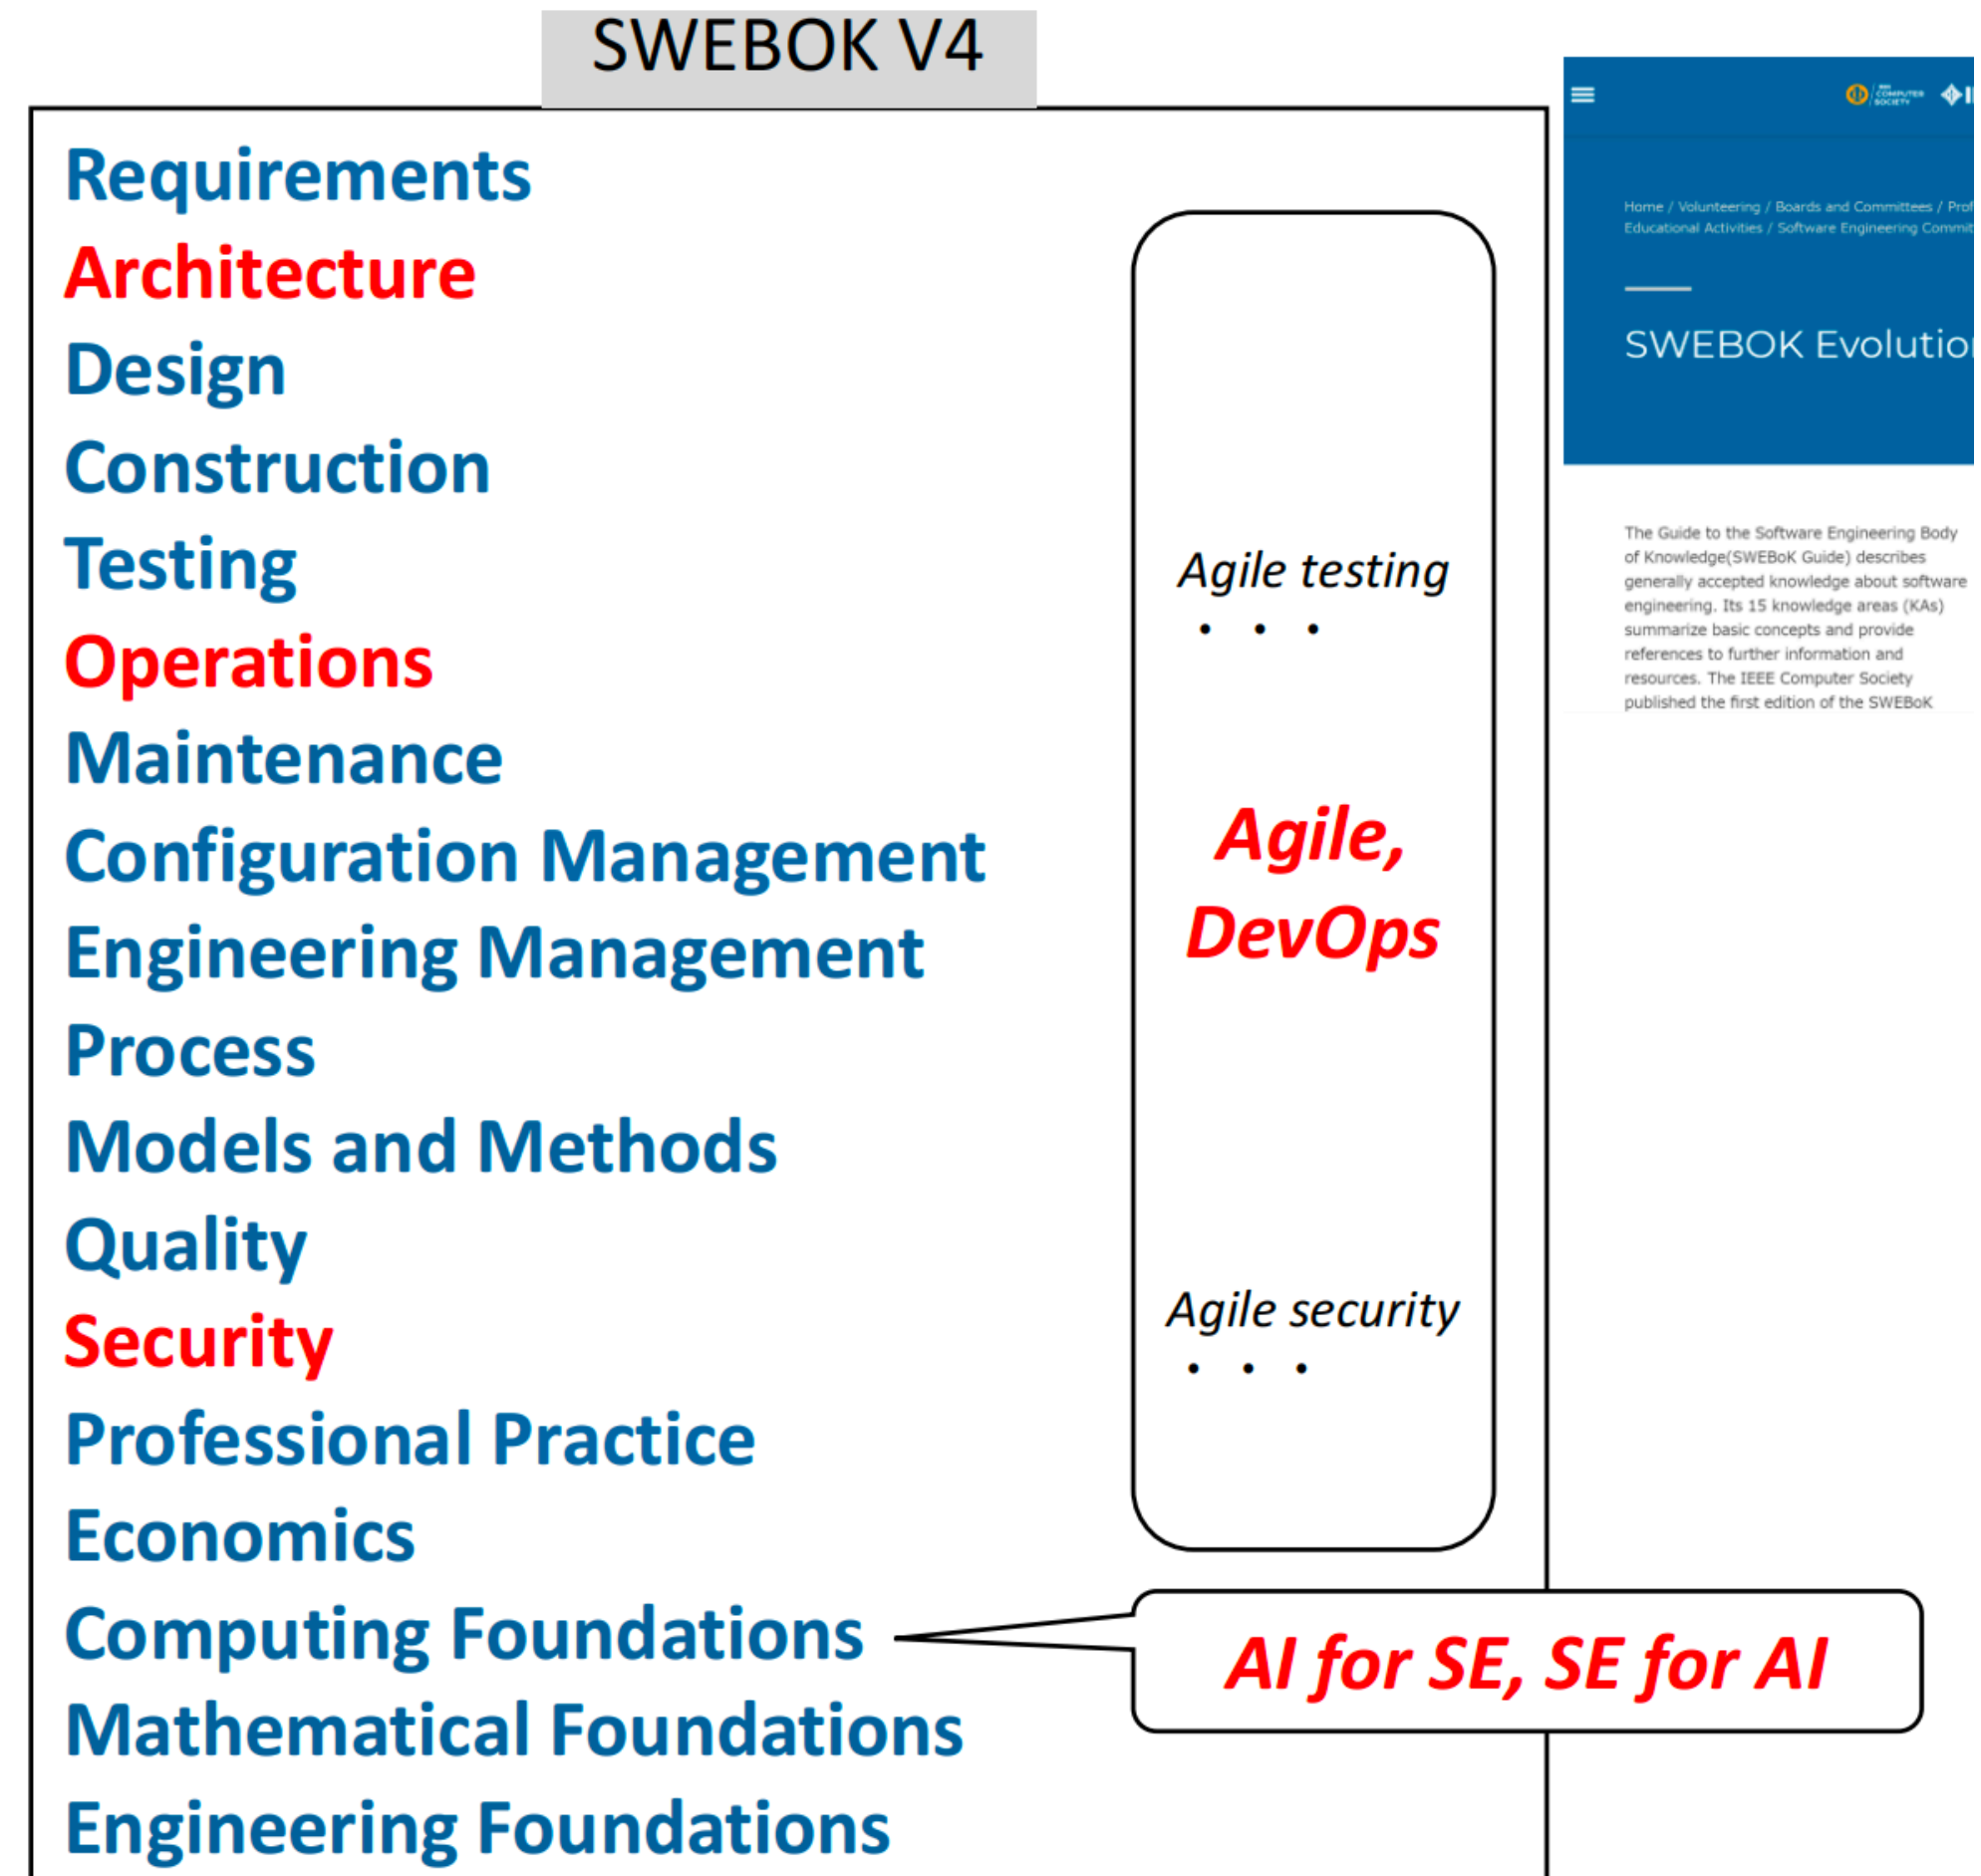 SWEBOK V4
Requirements
Architecture
Design
Construction
Testing
Operations
Maintenance
Configuration Management
Engineering Management
Process
Models and Methods
Quality
Security
Professional Practice
Economics
Computing Foundations
Mathematical Foundations
Engineering Foundations
Agile testing
. . .
Agile,
DevOps
Agile security
. . .
AI for SE, SE for AI
COMPUTER
SOCIETY
Home / Volunteering / Boards and Committees /
Educational Activities / Software Engineering
SWEBOK Evolution
The Guide to the Software Engineering Body
of Knowledge(SWEBoK Guide) describes
generally accepted knowledge about software
engineering. Its 15 knowledge areas (KAs)
summarize basic concepts and provide
references to further information and
resources. The IEEE Computer Society
published the first edition of the SWEBoK